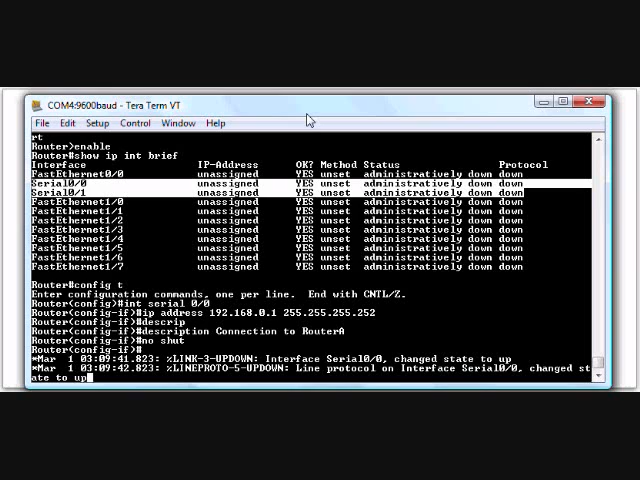 COM4:9600baud - Tera Term VT
File Edit Setup Control Window Help
rt
Router>enable
Router#show ip int brief
Interface IP-Address OK? Method Status Protocol
FastEthernet0/0 unassigned YES unset administratively down down
Serial0/0 unassigned YES unset administratively down down
Serial0/1 unassigned YES unset administratively down down
FastEthernet1/0 unassigned YES unset administratively down down
FastEthernet1/1 unassigned YES unset administratively down down
FastEthernet1/2 unassigned YES unset administratively down down
FastEthernet1/3 unassigned YES unset administratively down down
FastEthernet1/4 unassigned YES unset administratively down down
FastEthernet1/5 unassigned YES unset administratively down down
FastEthernet1/6 unassigned YES unset administratively down down
FastEthernet1/7 unassigned YES unset administratively down down
Router#config t
Enter configuration commands, one per line. End with CNTL/Z.
Router(config)#int serial 0/0
Router(config-if)#ip address 192.168.0.1 255.255.255.252
Router(config-if)#descrip
Router(config-if)#description Connection to RouterA
Router(config-if)#no shut
Router(config-if)#
*Mar 1 03:09:41.823: %LINK-3-UPDOWN: Interface Serial0/0, changed state to up
*Mar 1 03:09:42.823: %LINEPROTO-5-UPDOWN: Line protocol on Interface Serial0/0, changed st
ate to up